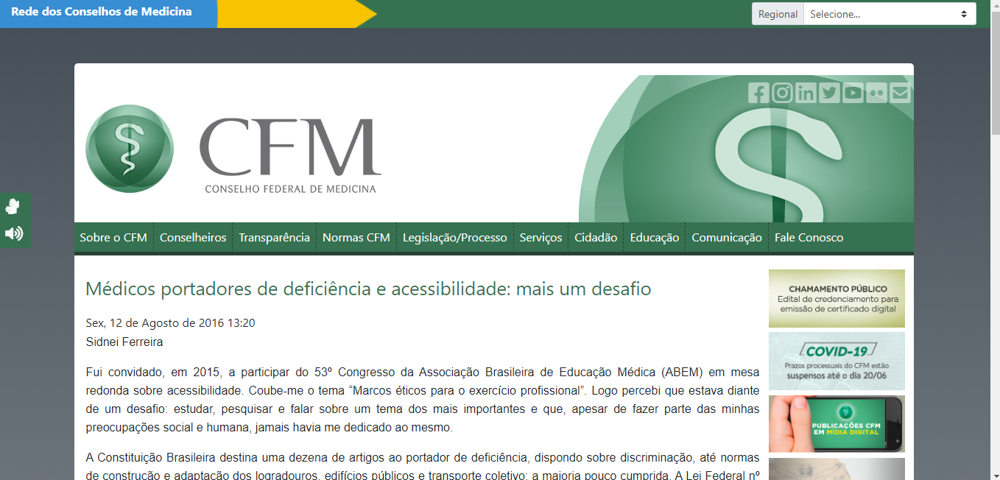 Rede dos Conselhos de Medicina
Regional
Selecione...
CFM
CONSELHO FEDERAL DE MEDICINA
Sobre o CFM
Conselheiros
Transparência
Normas CFM
Legislação/Processo
Serviços
Cidadão
Educação
Comunicação
Fale Conosco
Médicos portadores de deficiência e acessibilidade: mais um desafio
Sex, 12 de Agosto de 2016 13:20
Sidnei Ferreira
Fui convidado, em 2015, a participar do 53º Congresso da Associação Brasileira de Educação Médica (ABEM) em mesa
redonda sobre acessibilidade. Coube-me o tema “Marcos éticos para o exercício profissional”. Logo percebi que estava diante
de um desafio: estudar, pesquisar e falar sobre um tema dos mais importantes e que, apesar de fazer parte das minhas
preocupações social e humana, jamais havia me dedicado ao mesmo.
A Constituição Brasileira destina uma dezena de artigos ao portador de deficiência, dispondo sobre discriminação, até normas
de construção e adaptação dos logradouros, edifícios públicos e transporte coletivo; a maioria pouco cumprida. A Lei Federal nº
CHAMAMENTO PÚBLICO
Edital de credenciamento para
emissão de certificado digital
COVID-19
Prazos processuais do CFM estão
suspensos até o dia 20/06
PUBLICAÇÕES CFM
EM MÍDIA DIGITAL